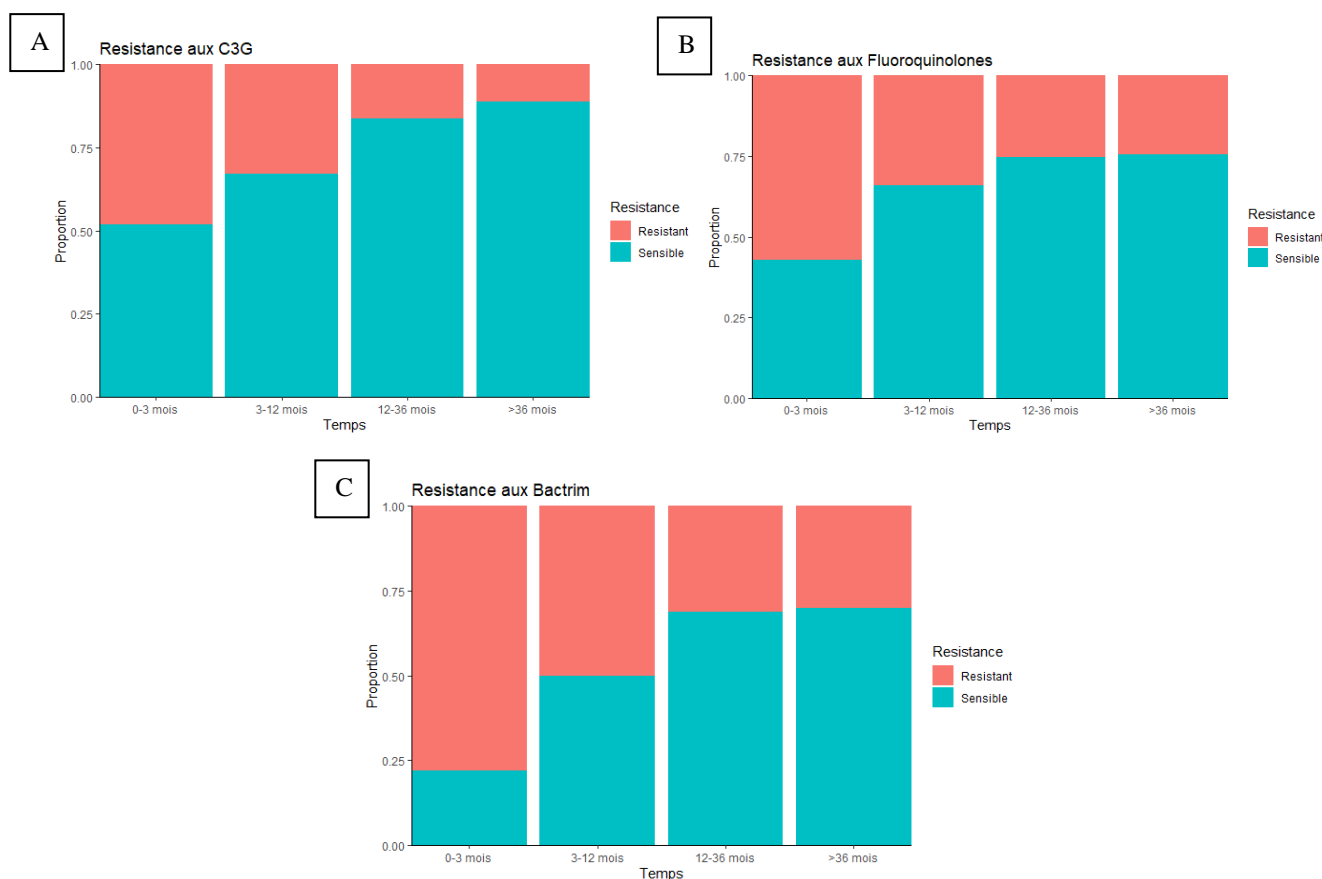 A
Resistance aux C3G
1.00
0.75
0.50
0.25
0.00
Proportion
0-3 mois 3-12 mois 12-36 mois >36 mois
Temps
Resistance
Resistant
Sensible
B
Resistance aux Fluoroquinolones
1.00
0.75
0.50
0.25
0.00
Proportion
0-3 mois 3-12 mois 12-36 mois >36 mois
Temps
Resistance
Resistant
Sensible
C
Resistance aux Bactrim
1.00
0.75
0.50
0.25
0.00
Proportion
0-3 mois 3-12 mois 12-36 mois >36 mois
Temps
Resistance
Resistant
Sensible